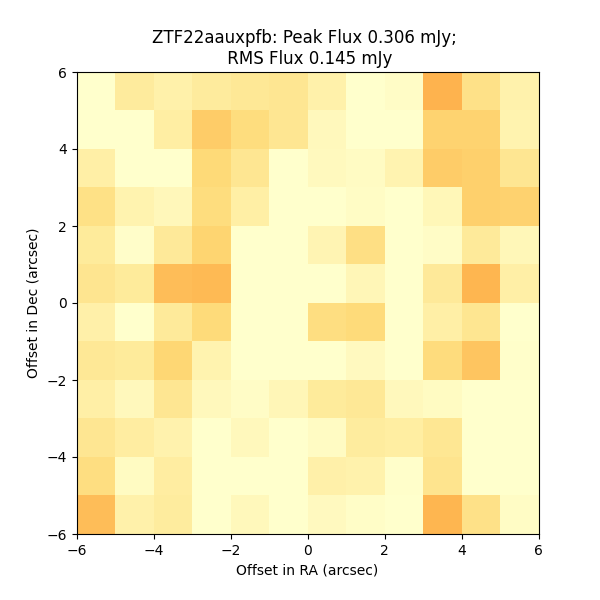 ZTF22aauxpfb: Peak Flux 0.306 mJy;
RMS Flux 0.145 mJy
6
4
2
0
−2
−4
−6
Offset in Dec (arcsec)
−6 −4 −2 0 2 4 6
Offset in RA (arcsec)